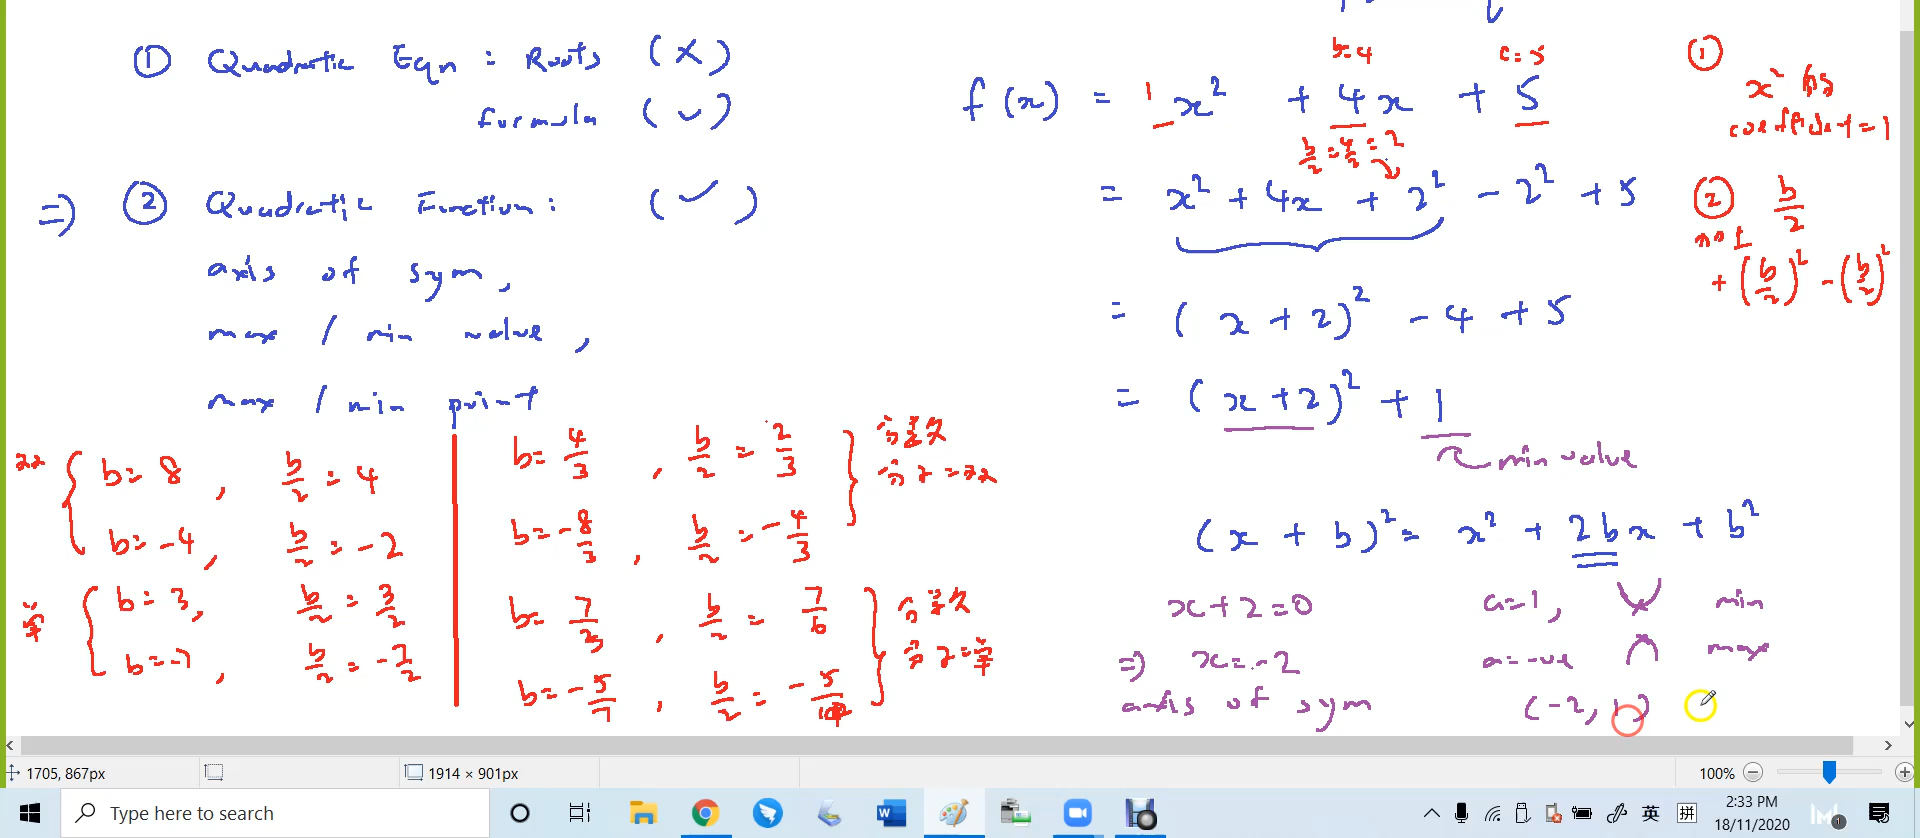 ① Quadratic Eqn : Roots (×)
formula (✓)
⇒ ② Quadratic Function : (✓)
axis of sym,
max / min value,
max / min point
b=8, b/2 = 4
b=-4, b/2 = -2
b=3, b/2 = 3/2
b=-7, b/2 = -7/2
b= 4/3, b/2 = 2/3
b= -8/3, b/2 = -4/3
b= 7/3, b/2 = 7/6
b= -5/7, b/2 = -5/14
b=4 c=5
f(x) = 1x² + 4x + 5
b/2 = 4/2 = 2
= x² + 4x + 2² - 2² + 5
= (x+2)² - 4 + 5
= (x+2)² + 1
min value
(x + b)² = x² + 2bx + b²
x+2=0
⇒ x=-2
axis of sym
a=1, min
a=-ve max
(-2, 1)
①
x² 的
coefficient=1
② b/2
not
+(b/2)² -(b/2)²
1705, 867px
1914 × 901px
100%
Type here to search
英
拼
2:33 PM
18/11/2020
1